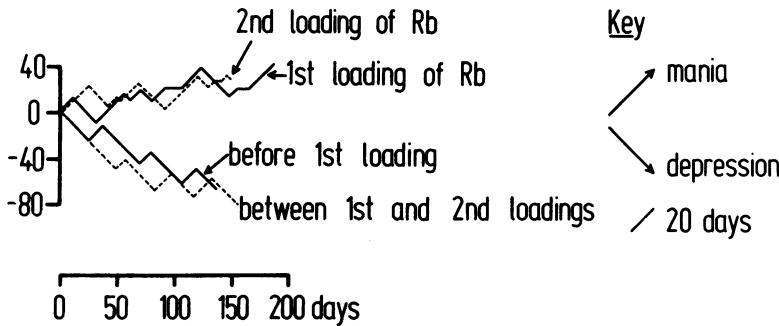 2nd loading of Rb
Key
40
1st loading of Rb
mania
0
-40
before 1st loading
depression
-80
between 1st and 2nd loadings
20 days
0 50 100 150 200 days